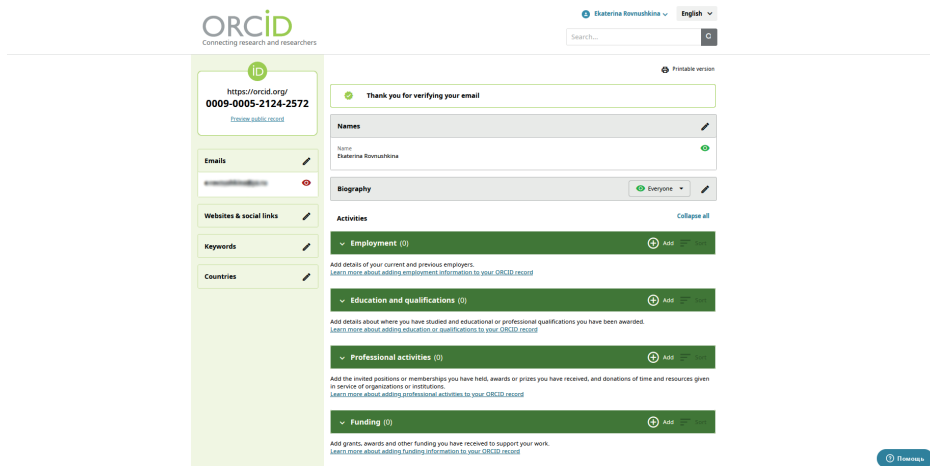 ORCID
Connecting research and researchers
Ekaterina Rovnushkina
English
Search...
Printable version
iD
https://orcid.org/
0009-0005-2124-2572
Preview public record
Emails
Websites & social links
Keywords
Countries
Thank you for verifying your email
Names
Name
Ekaterina Rovnushkina
Biography
Everyone
Activities
Collapse all
Employment (0)
Add
Sort
Add details of your current and previous employers.
Learn more about adding employment information to your ORCID record
Education and qualifications (0)
Add
Sort
Add details about where you have studied and educational or professional qualifications you have been awarded.
Learn more about adding education or qualifications to your ORCID record
Professional activities (0)
Add
Sort
Add the invited positions or memberships you have held, awards or prizes you have received, and donations of time and resources given
in service of organizations or institutions.
Learn more about adding professional activities to your ORCID record
Funding (0)
Add
Sort
Add grants, awards and other funding you have received to support your work.
Learn more about adding funding information to your ORCID record
Помощь